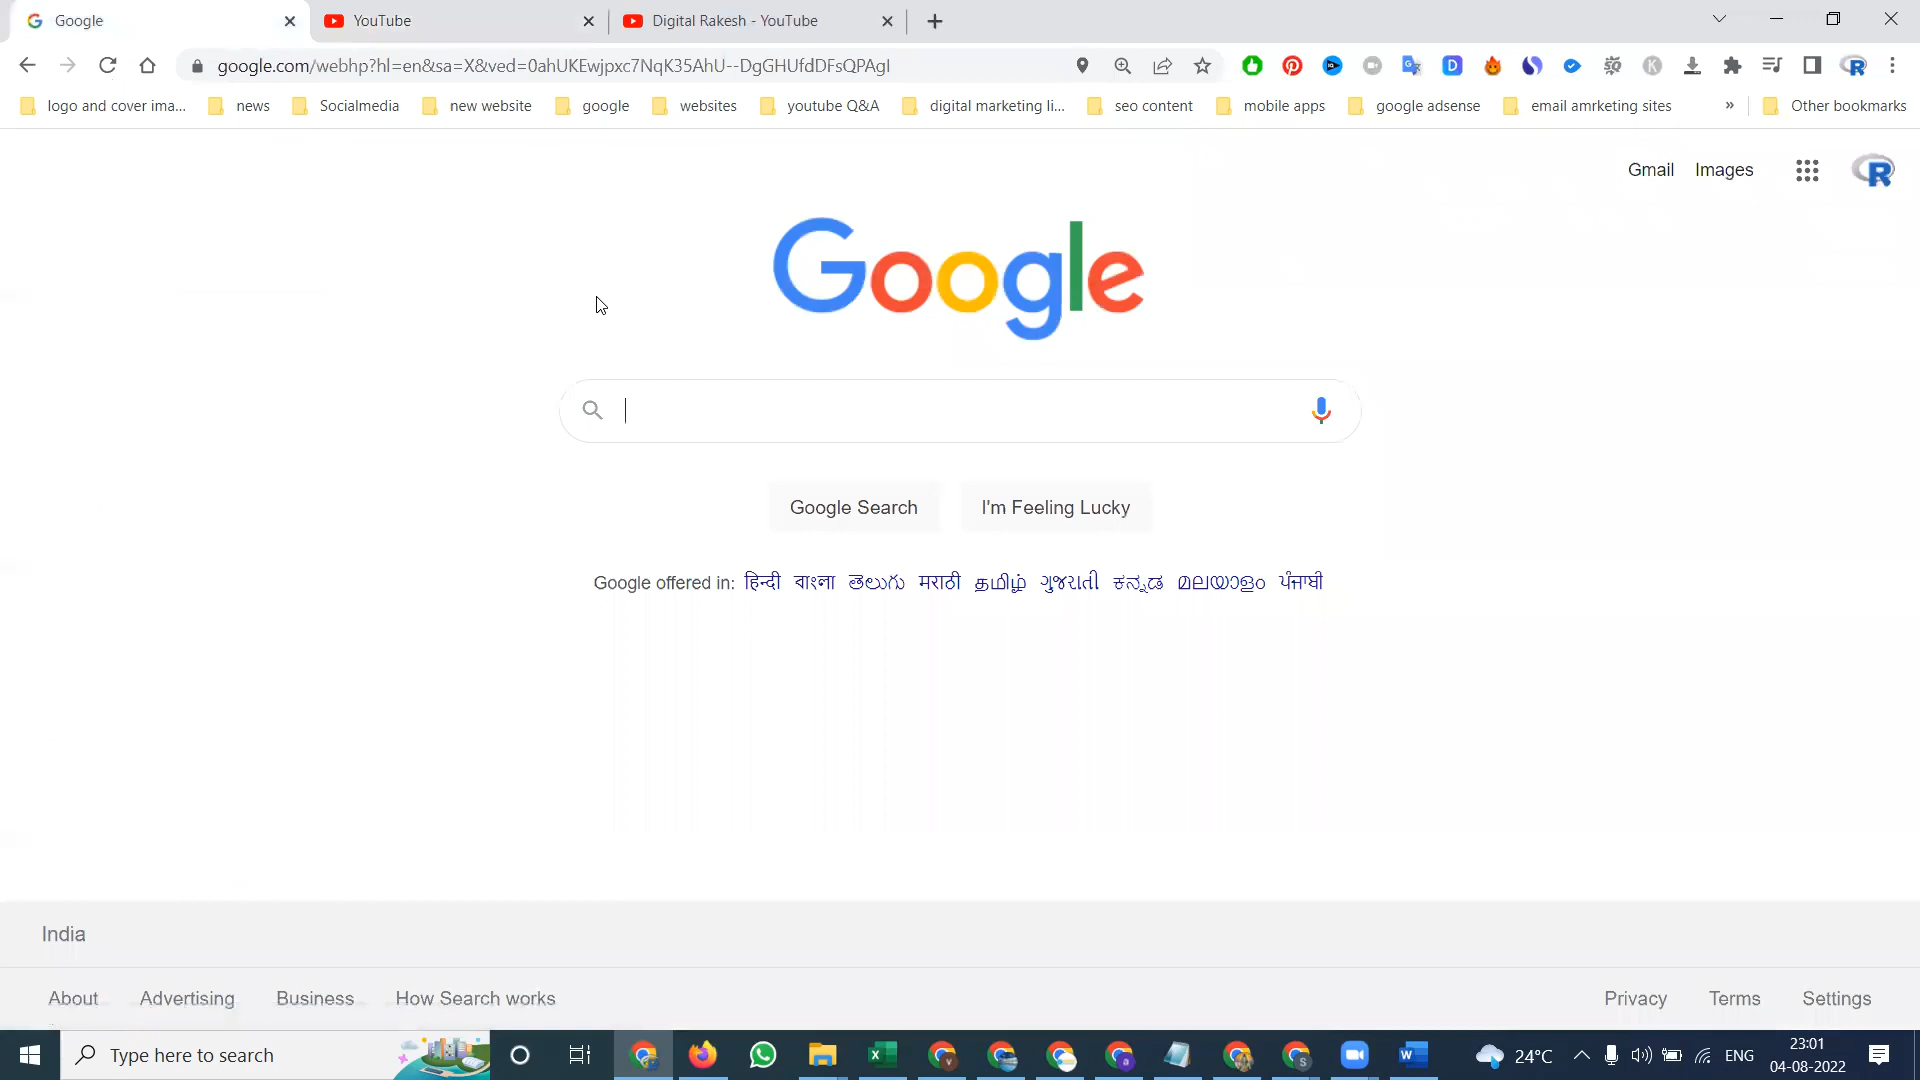 Google
YouTube
Digital Rakesh - YouTube
google.com/webhp?hl=en&sa=X&ved=0ahUKEwjpxc7NqK35AhU--DgGHUfdDFsQPAgI
logo and cover ima...
news
Socialmedia
new website
google
websites
youtube Q&A
digital marketing li...
seo content
mobile apps
google adsense
email amrketing sites
»
Other bookmarks
Gmail
Images
R
Google
Google Search
I'm Feeling Lucky
Google offered in: हिन्दी বাংলা తెలుగు मराठी தமிழ் ગુજરાતી ಕನ್ನಡ മലയാളം ਪੰਜਾਬੀ
India
About
Advertising
Business
How Search works
Privacy
Terms
Settings
Type here to search
24°C
ENG
23:01
04-08-2022